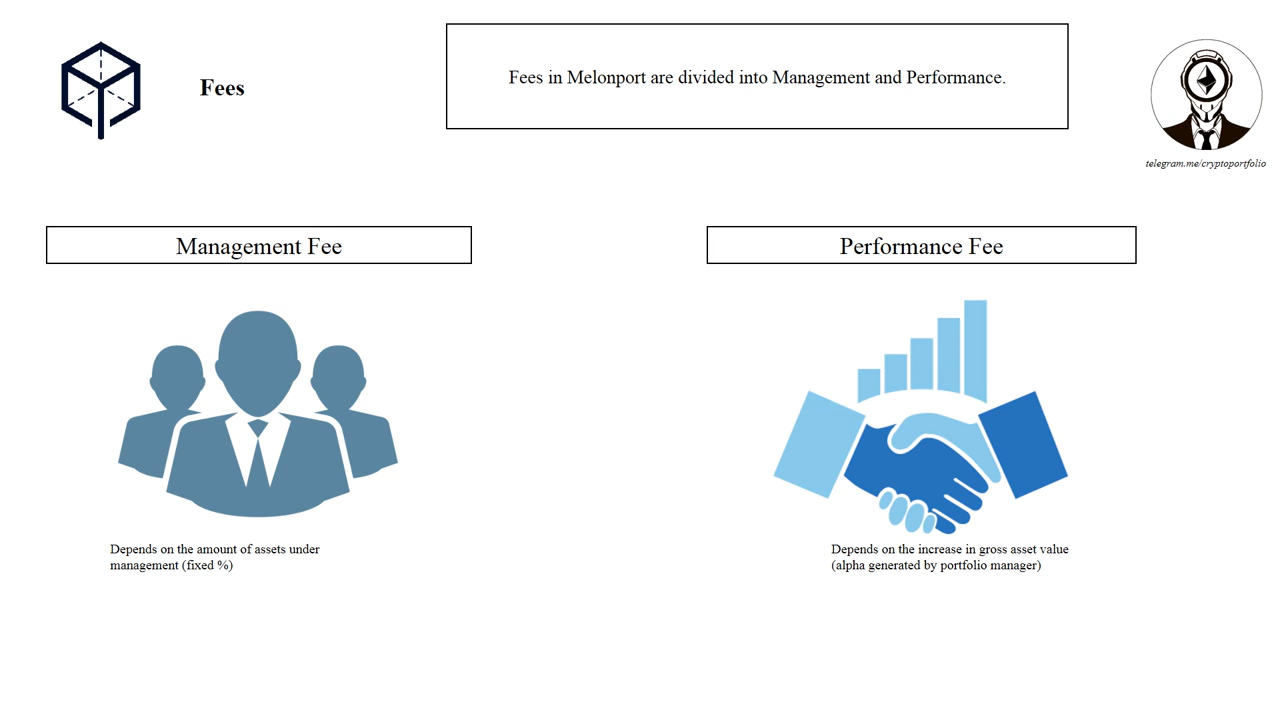 Fees
Fees in Melonport are divided into Management and Performance.
telegram.me/cryptoportfolio
Management Fee
Performance Fee
Depends on the amount of assets under
management (fixed %)
Depends on the increase in gross asset value
(alpha generated by portfolio manager)